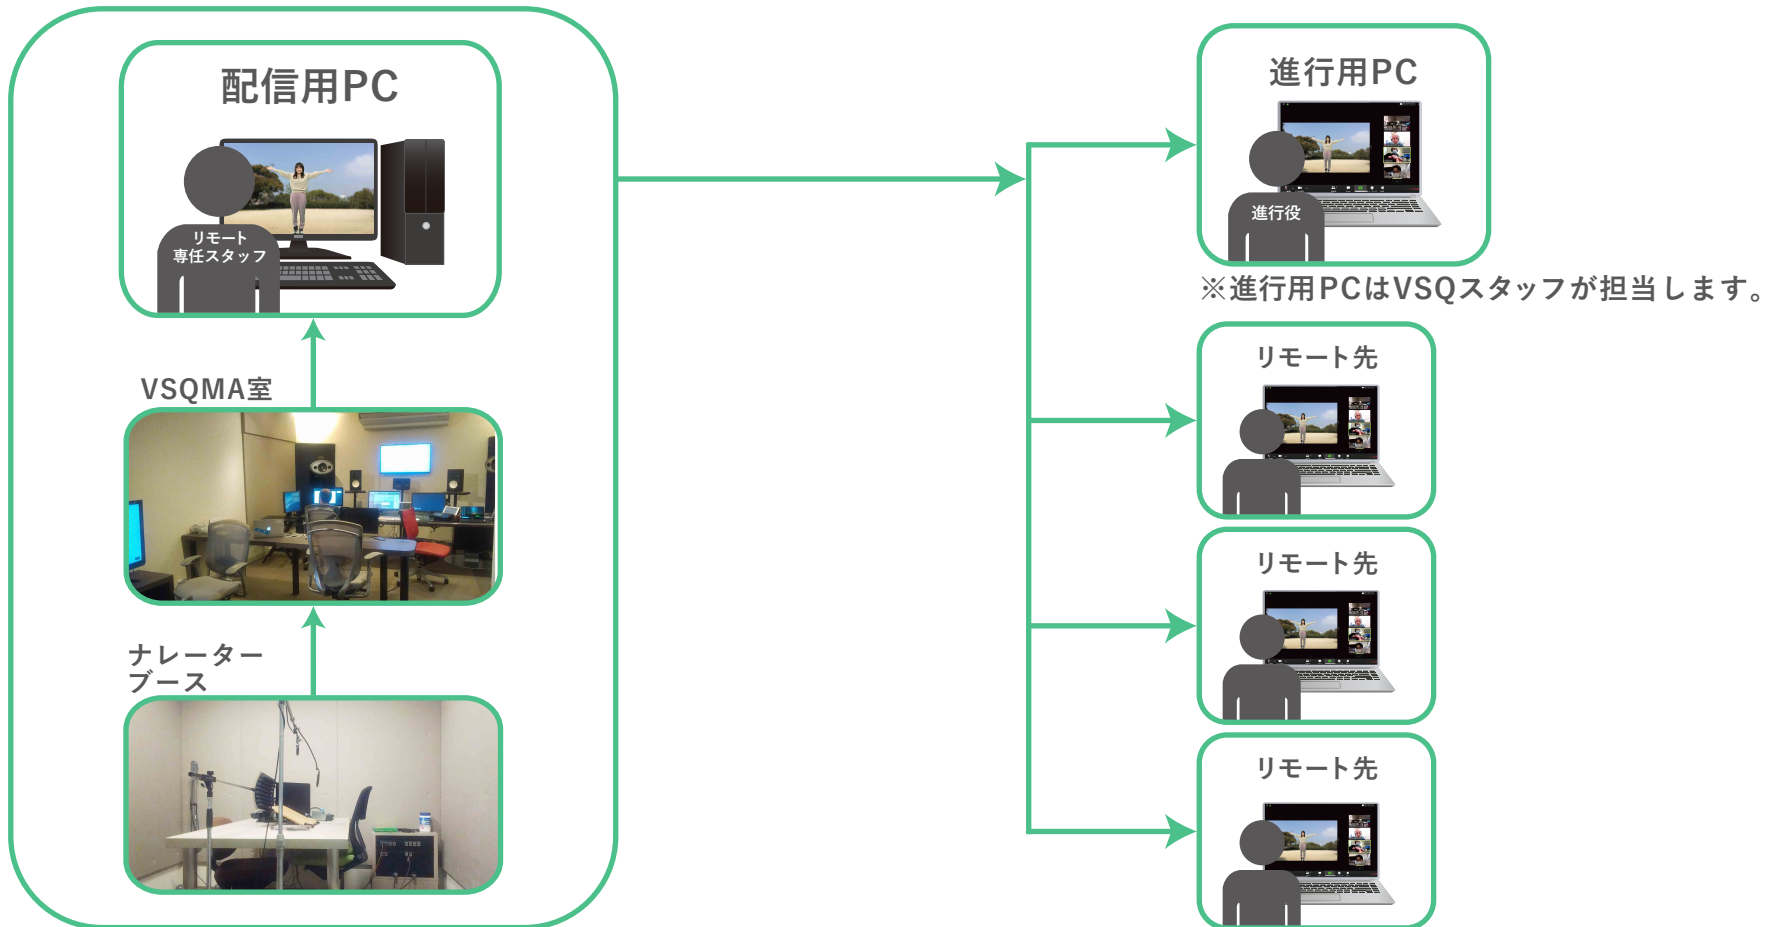 配信用PC
リモート
専任スタッフ
VSQMA室
ナレーター
ブース
進行用PC
進行役
※進行用PCはVSQスタッフが担当します。
リモート先
リモート先
リモート先